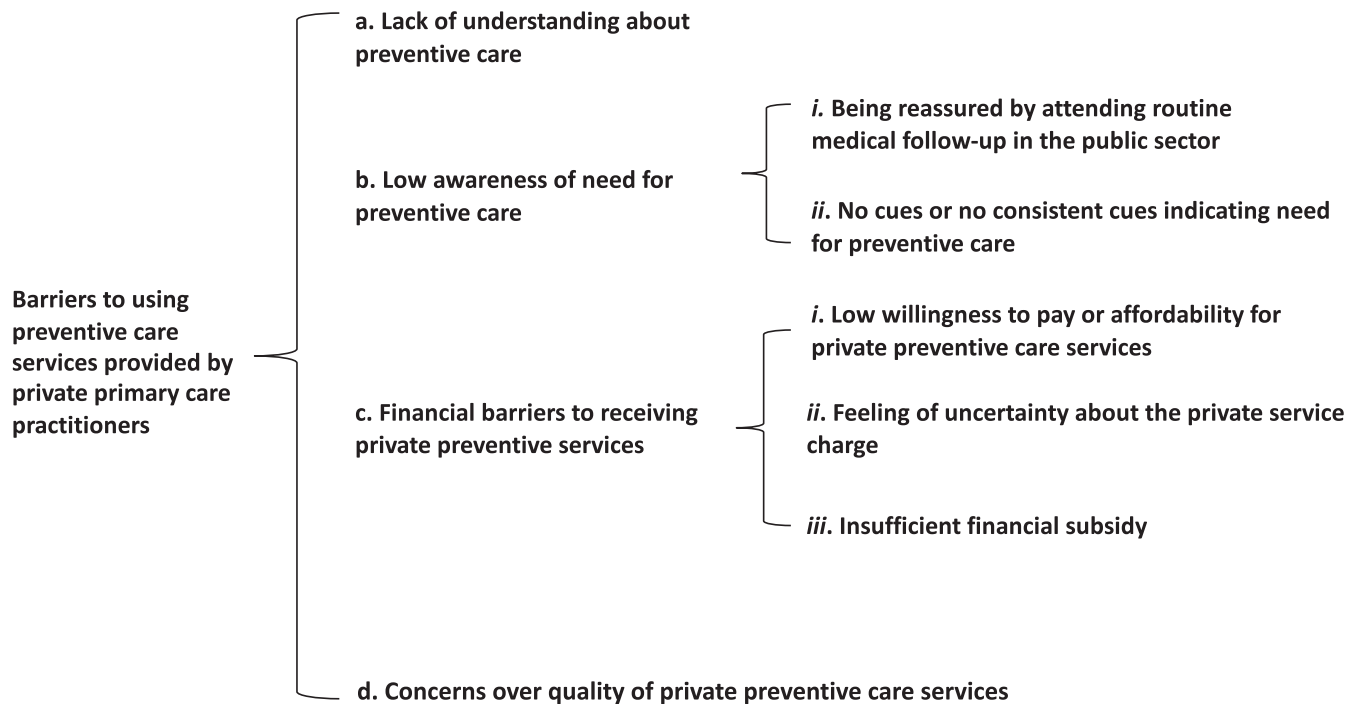 Barriers to using
preventive care
services provided by
private primary care
practitioners
a. Lack of understanding about
preventive care
b. Low awareness of need for
preventive care
i. Being reassured by attending routine
medical follow-up in the public sector
ii. No cues or no consistent cues indicating need
for preventive care
c. Financial barriers to receiving
private preventive services
i. Low willingness to pay or affordability for
private preventive care services
ii. Feeling of uncertainty about the private service
charge
iii. Insufficient financial subsidy
d. Concerns over quality of private preventive care services